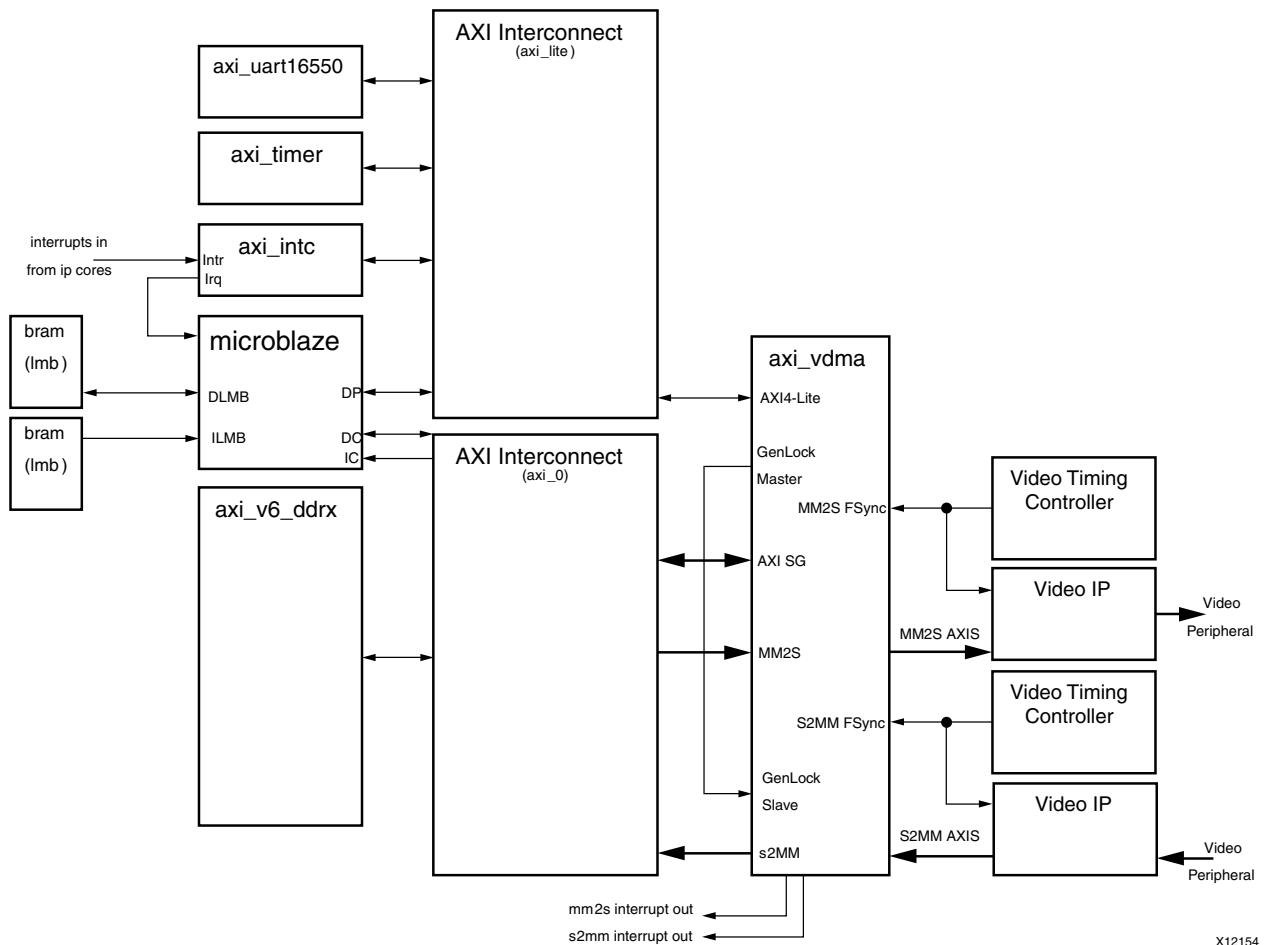 AXI Interconnect
(axi_lite)
axi_uart16550
axi_timer
axi_intc
interrupts in
from ip cores
Intr
Irq
bram
(lmb)
microblaze
DLMB
DP
ILMB
DC
IC
bram
(lmb)
AXI Interconnect
(axi_0)
axi_v6_ddrx
axi_vdma
AXI4-Lite
GenLock
Master
MM2S FSync
AXI SG
MM2S
S2MM FSync
GenLock
Slave
s2MM
Video Timing
Controller
Video IP
Video
Peripheral
MM2S AXIS
Video Timing
Controller
Video IP
S2MM AXIS
Video
Peripheral
mm2s interrupt out
s2mm interrupt out
X12154